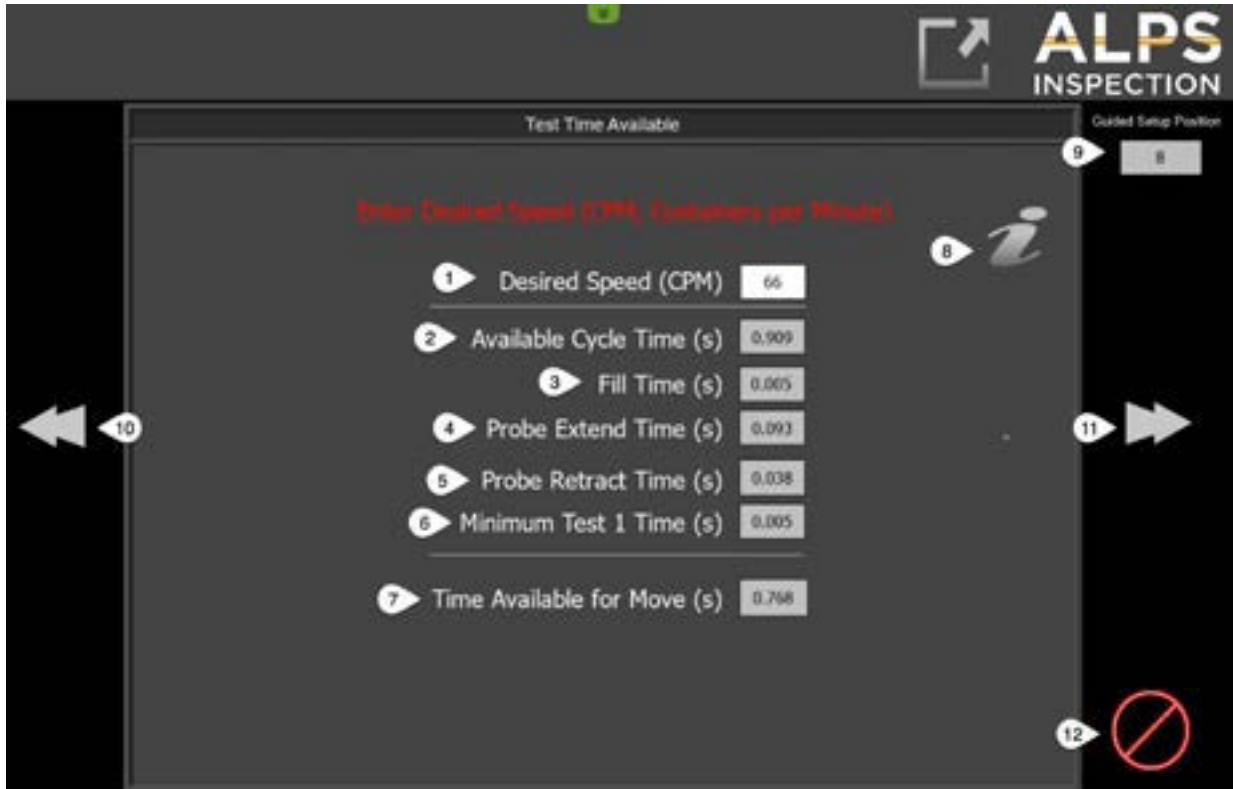 ALPS
INSPECTION
Test Time Available
Guided Setup Position
9 8
Enter Desired Speed (CPM, Containers per Minute)
8
1 Desired Speed (CPM) 66
2 Available Cycle Time (s) 0.909
3 Fill Time (s) 0.005
4 Probe Extend Time (s) 0.093
10
11
5 Probe Retract Time (s) 0.038
6 Minimum Test 1 Time (s) 0.005
7 Time Available for Move (s) 0.768
12